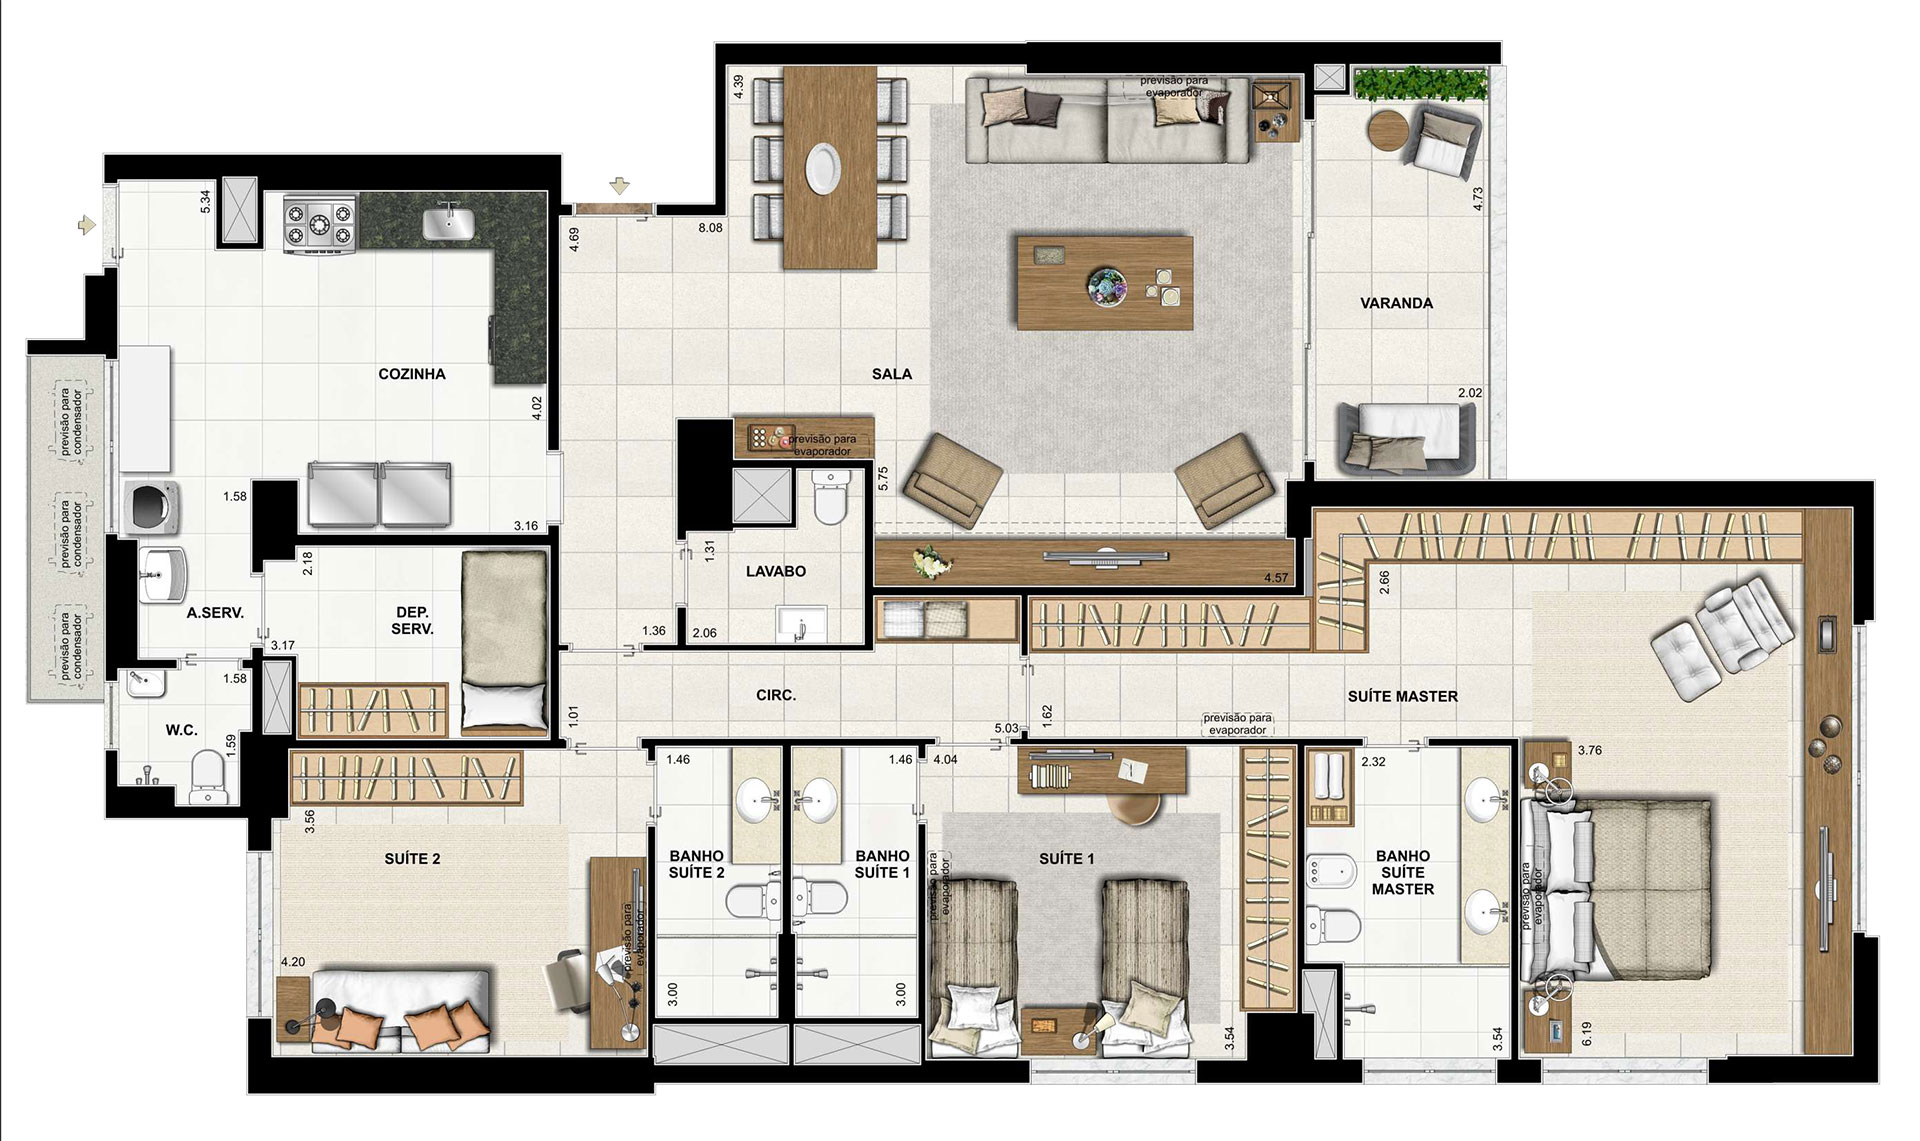 previsão para
evaporador
4.39
4.73
5.34
4.69
8.08
COZINHA
SALA
VARANDA
2.02
4.02
previsão para
condensador
previsão para
evaporador
5.75
1.58
3.16
previsão para
condensador
2.18
1.31
LAVABO
4.57
2.66
A.SERV.
DEP.
SERV.
1.36
2.06
3.17
previsão para
condensador
1.58
CIRC.
SUÍTE MASTER
1.01
1.62
previsão para
evaporador
5.03
W.C.
1.59
1.46
1.46
4.04
2.32
3.76
3.56
SUÍTE 2
BANHO
SUÍTE 2
BANHO
SUÍTE 1
SUÍTE 1
BANHO
SUÍTE
MASTER
previsão para
evaporador
previsão para
evaporador
previsão para
evaporador
4.20
3.00
3.00
3.54
3.54
6.19